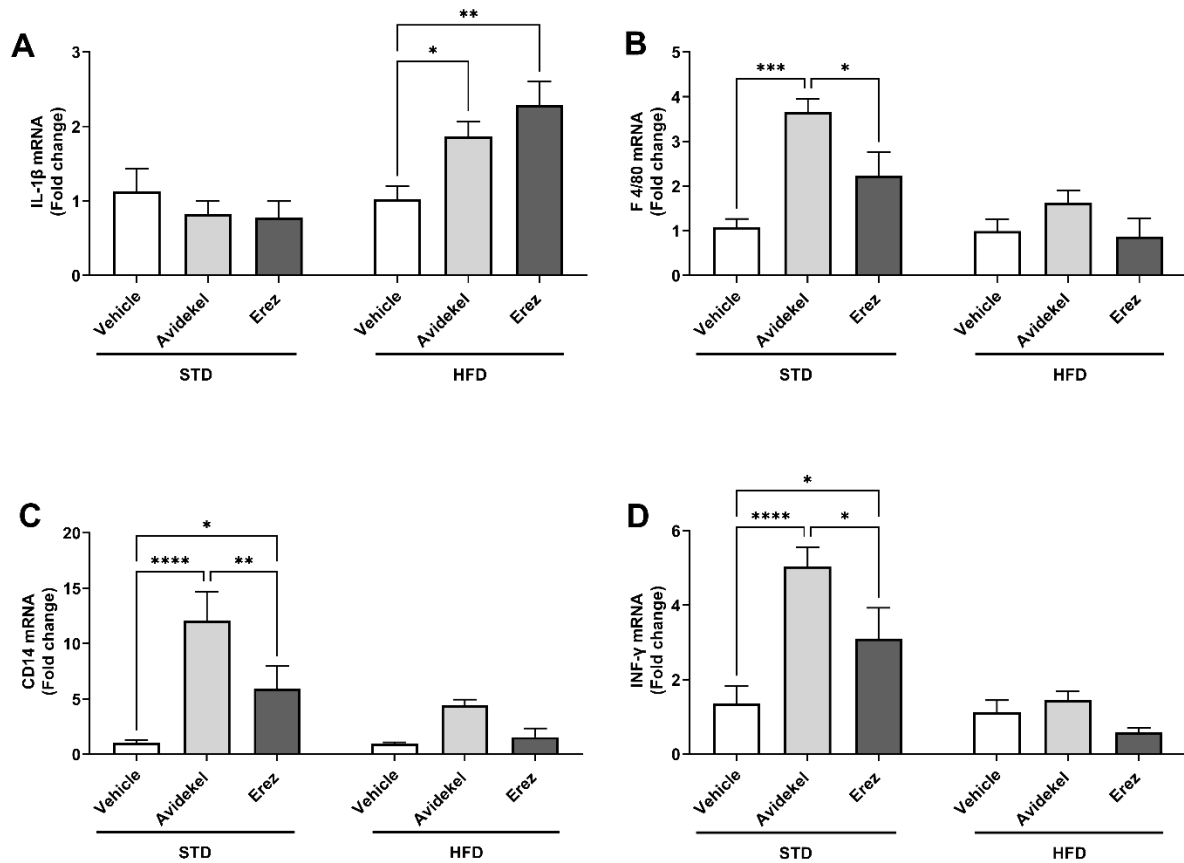 A
IL-1β mRNA
(Fold change)
3
2
1
0
*
**
Vehicle
Avidekel
Erez
Vehicle
Avidekel
Erez
STD
HFD
B
F 4/80 mRNA
(Fold change)
5
4
3
2
1
0
***
*
Vehicle
Avidekel
Erez
Vehicle
Avidekel
Erez
STD
HFD
C
CD14 mRNA
(Fold change)
20
15
10
5
0
*
****
**
Vehicle
Avidekel
Erez
Vehicle
Avidekel
Erez
STD
HFD
D
INF-γ mRNA
(Fold change)
6
4
2
0
*
****
*
Vehicle
Avidekel
Erez
Vehicle
Avidekel
Erez
STD
HFD